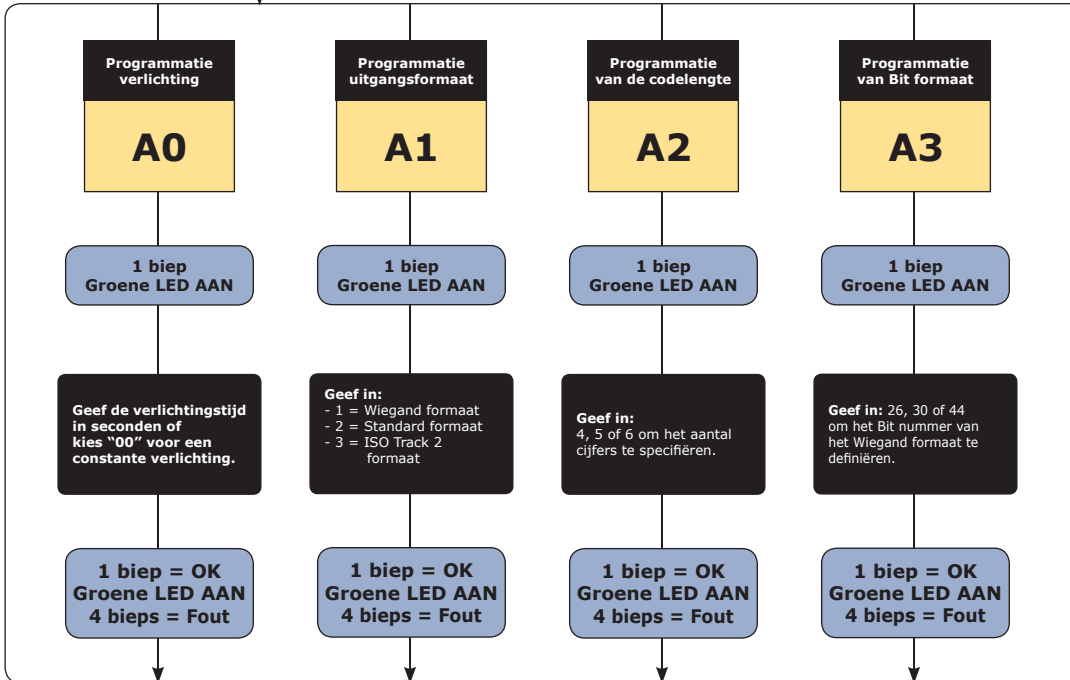 Programmatie
verlichting
A0
1 biep
Groene LED AAN
Geef de verlichtingstijd
in seconden of
kies “00” voor een
constante verlichting.
1 biep = OK
Groene LED AAN
4 bieps = Fout
Programmatie
uitgangsformaat
A1
1 biep
Groene LED AAN
Geef in:
- 1 = Wiegand formaat
- 2 = Standard formaat
- 3 = ISO Track 2
formaat
1 biep = OK
Groene LED AAN
4 bieps = Fout
Programmatie
van de codelengte
A2
1 biep
Groene LED AAN
Geef in:
4, 5 of 6 om het aantal
cijfers te specifiëren.
1 biep = OK
Groene LED AAN
4 bieps = Fout
Programmatie
van Bit formaat
A3
1 biep
Groene LED AAN
Geef in: 26, 30 of 44
om het Bit nummer van
het Wiegand formaat te
definiëren.
1 biep = OK
Groene LED AAN
4 bieps = Fout